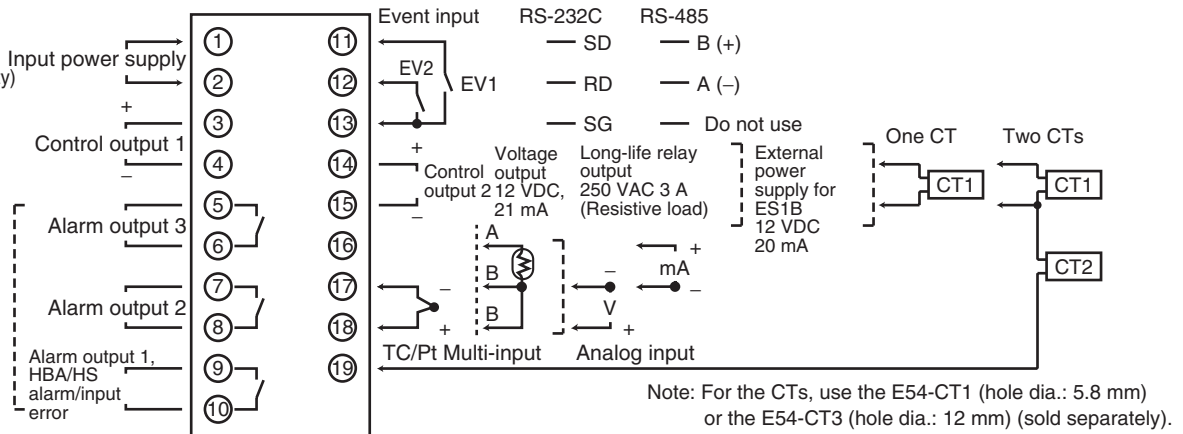 Event input RS-232C RS-485
1 11 SD B (+)
Input power supply
y)
2 12 EV2 EV1 RD A (−)
+
3 13 SG Do not use
Control output 1
4 14
−
+
Control output 2
−
Voltage output 12 VDC, 21 mA
Long-life relay output 250 VAC 3 A (Resistive load)
External power supply for ES1B 12 VDC 20 mA
One CT Two CTs
CT1 CT1
CT2
5 15
Alarm output 3
6 16
7 17
Alarm output 2
8 18
− +
A
B
B
− V +
+ mA −
TC/Pt Multi-input Analog input
Alarm output 1,
HBA/HS
alarm/input
error
9 19
10
Note: For the CTs, use the E54-CT1 (hole dia.: 5.8 mm)
or the E54-CT3 (hole dia.: 12 mm) (sold separately).